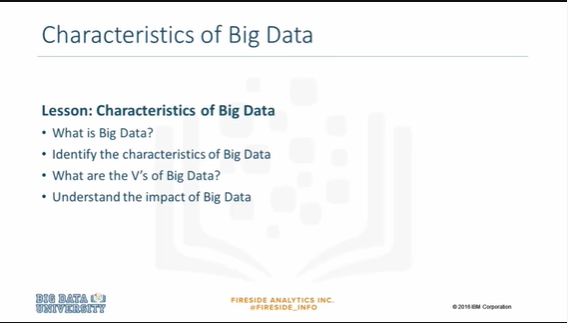 Characteristics of Big Data
Lesson: Characteristics of Big Data
• What is Big Data?
• Identify the characteristics of Big Data
• What are the V's of Big Data?
• Understand the impact of Big Data
BIG DATA
UNIVERSITY
FIRESIDE ANALYTICS INC.
@FIRESIDE_INFO
© 2016 IBM Corporation